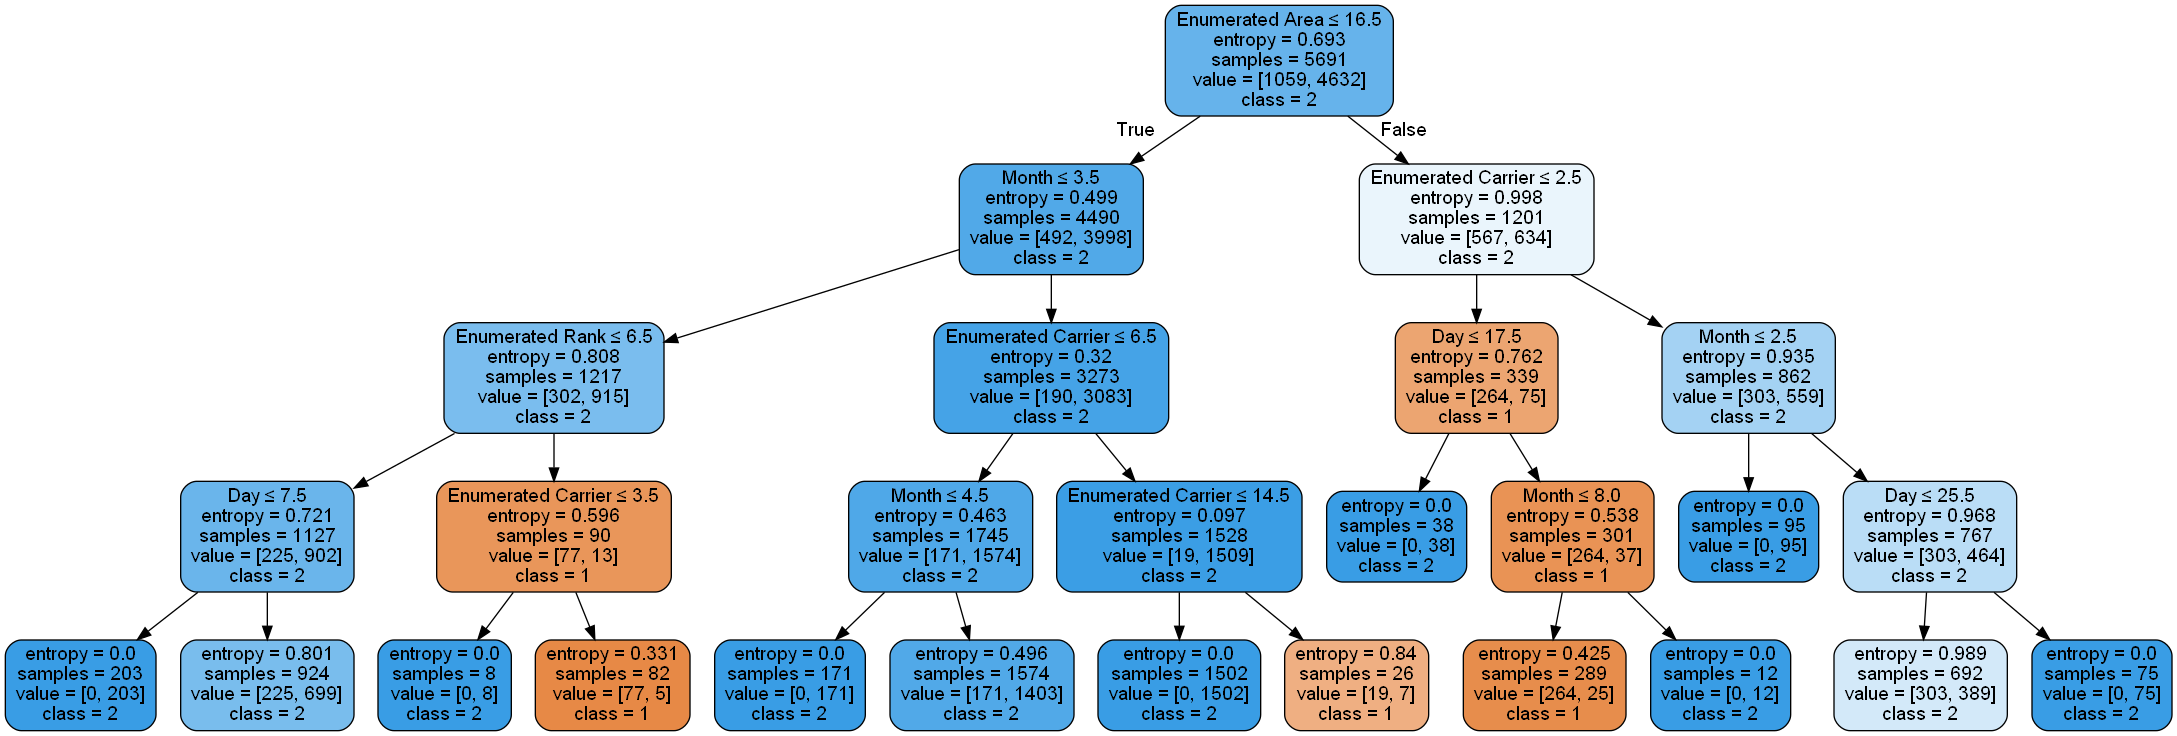 Enumerated Area ≤ 16.5
entropy = 0.693
samples = 5691
value = [1059, 4632]
class = 2
True
False
Month ≤ 3.5
entropy = 0.499
samples = 4490
value = [492, 3998]
class = 2
Enumerated Carrier ≤ 2.5
entropy = 0.998
samples = 1201
value = [567, 634]
class = 2
Enumerated Rank ≤ 6.5
entropy = 0.808
samples = 1217
value = [302, 915]
class = 2
Enumerated Carrier ≤ 6.5
entropy = 0.32
samples = 3273
value = [190, 3083]
class = 2
Day ≤ 17.5
entropy = 0.762
samples = 339
value = [264, 75]
class = 1
Month ≤ 2.5
entropy = 0.935
samples = 862
value = [303, 559]
class = 2
Day ≤ 7.5
entropy = 0.721
samples = 1127
value = [225, 902]
class = 2
Enumerated Carrier ≤ 3.5
entropy = 0.596
samples = 90
value = [77, 13]
class = 1
Month ≤ 4.5
entropy = 0.463
samples = 1745
value = [171, 1574]
class = 2
Enumerated Carrier ≤ 14.5
entropy = 0.097
samples = 1528
value = [19, 1509]
class = 2
entropy = 0.0
samples = 38
value = [0, 38]
class = 2
Month ≤ 8.0
entropy = 0.538
samples = 301
value = [264, 37]
class = 1
entropy = 0.0
samples = 95
value = [0, 95]
class = 2
Day ≤ 25.5
entropy = 0.968
samples = 767
value = [303, 464]
class = 2
entropy = 0.0
samples = 203
value = [0, 203]
class = 2
entropy = 0.801
samples = 924
value = [225, 699]
class = 2
entropy = 0.0
samples = 8
value = [0, 8]
class = 2
entropy = 0.331
samples = 82
value = [77, 5]
class = 1
entropy = 0.0
samples = 171
value = [0, 171]
class = 2
entropy = 0.496
samples = 1574
value = [171, 1403]
class = 2
entropy = 0.0
samples = 1502
value = [0, 1502]
class = 2
entropy = 0.84
samples = 26
value = [19, 7]
class = 1
entropy = 0.425
samples = 289
value = [264, 25]
class = 1
entropy = 0.0
samples = 12
value = [0, 12]
class = 2
entropy = 0.989
samples = 692
value = [303, 389]
class = 2
entropy = 0.0
samples = 75
value = [0, 75]
class = 2